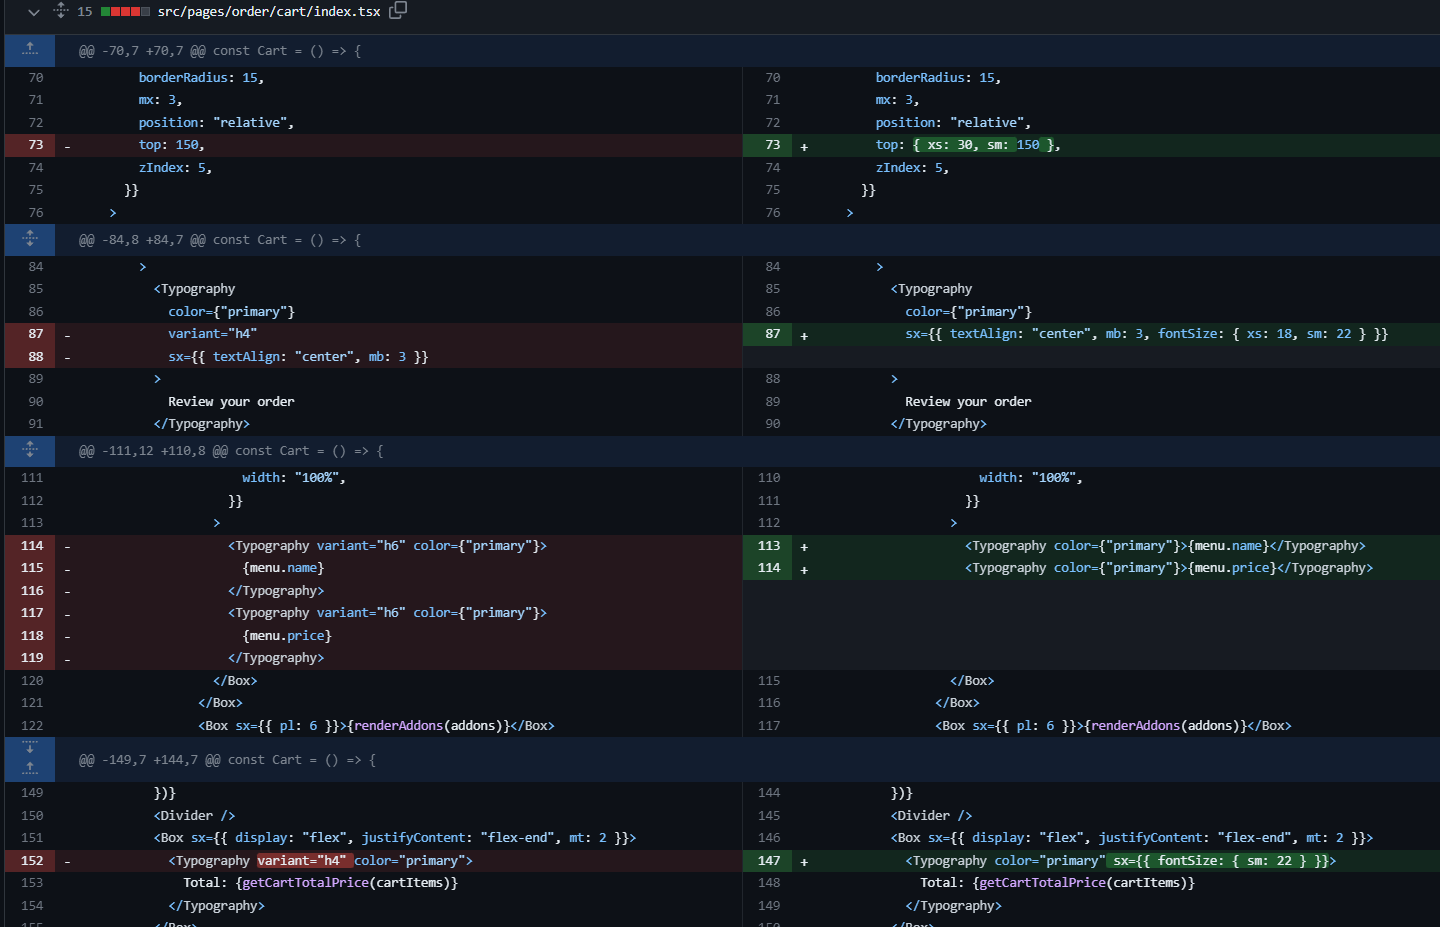 15 src/pages/order/cart/index.tsx
@@ -70,7 +70,7 @@ const Cart = () => {
70 borderRadius: 15,
71 mx: 3,
72 position: "relative",
73 - top: 150,
74 zIndex: 5,
75 }}
76 >
70 borderRadius: 15,
71 mx: 3,
72 position: "relative",
73 + top: { xs: 30, sm: 150 },
74 zIndex: 5,
75 }}
76 >
@@ -84,8 +84,7 @@ const Cart = () => {
84 >
85 <Typography
86 color={"primary"}
87 - variant="h4"
88 - sx={{ textAlign: "center", mb: 3 }}
89 >
90 Review your order
91 </Typography>
84 >
85 <Typography
86 color={"primary"}
87 + sx={{ textAlign: "center", mb: 3, fontSize: { xs: 18, sm: 22 } }}
88 >
89 Review your order
90 </Typography>
@@ -111,12 +110,8 @@ const Cart = () => {
111 width: "100%",
112 }}
113 >
114 - <Typography variant="h6" color={"primary"}>
115 - {menu.name}
116 - </Typography>
117 - <Typography variant="h6" color={"primary"}>
118 - {menu.price}
119 - </Typography>
120 </Box>
121 </Box>
122 <Box sx={{ pl: 6 }}>{renderAddons(addons)}</Box>
110 width: "100%",
111 }}
112 >
113 + <Typography color={"primary"}>{menu.name}</Typography>
114 + <Typography color={"primary"}>{menu.price}</Typography>
115 </Box>
116 </Box>
117 <Box sx={{ pl: 6 }}>{renderAddons(addons)}</Box>
@@ -149,7 +144,7 @@ const Cart = () => {
149 })}
150 <Divider />
151 <Box sx={{ display: "flex", justifyContent: "flex-end", mt: 2 }}>
152 - <Typography variant="h4" color="primary">
153 Total: {getCartTotalPrice(cartItems)}
154 </Typography>
155 </Box>
144 })}
145 <Divider />
146 <Box sx={{ display: "flex", justifyContent: "flex-end", mt: 2 }}>
147 + <Typography color="primary" sx={{ fontSize: { sm: 22 } }}>
148 Total: {getCartTotalPrice(cartItems)}
149 </Typography>
150 </Box>